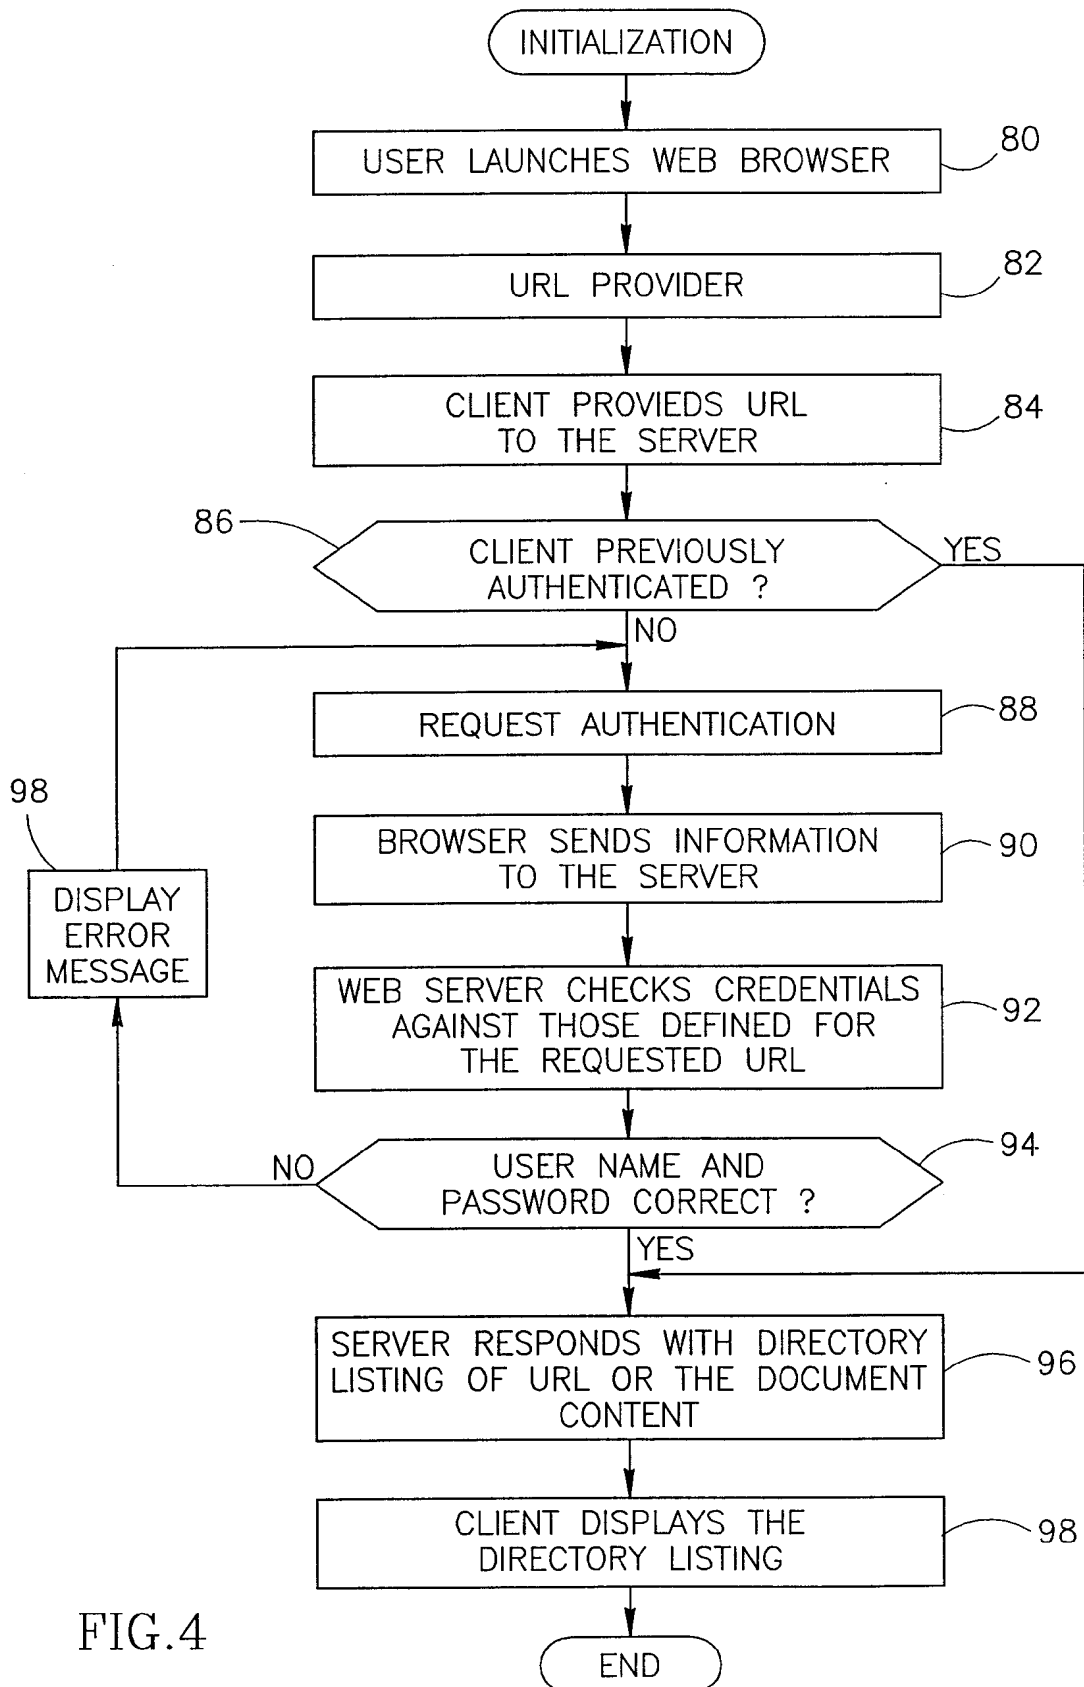 INITIALIZATION
USER LAUNCHES WEB BROWSER
80
URL PROVIDER
82
CLIENT PROVIEDS URL
TO THE SERVER
84
86
CLIENT PREVIOUSLY
AUTHENTICATED ?
YES
NO
REQUEST AUTHENTICATION
88
98
DISPLAY
ERROR
MESSAGE
BROWSER SENDS INFORMATION
TO THE SERVER
90
WEB SERVER CHECKS CREDENTIALS
AGAINST THOSE DEFINED FOR
THE REQUESTED URL
92
NO
USER NAME AND
PASSWORD CORRECT ?
94
YES
SERVER RESPONDS WITH DIRECTORY
LISTING OF URL OR THE DOCUMENT
CONTENT
96
CLIENT DISPLAYS THE
DIRECTORY LISTING
98
END
FIG.4